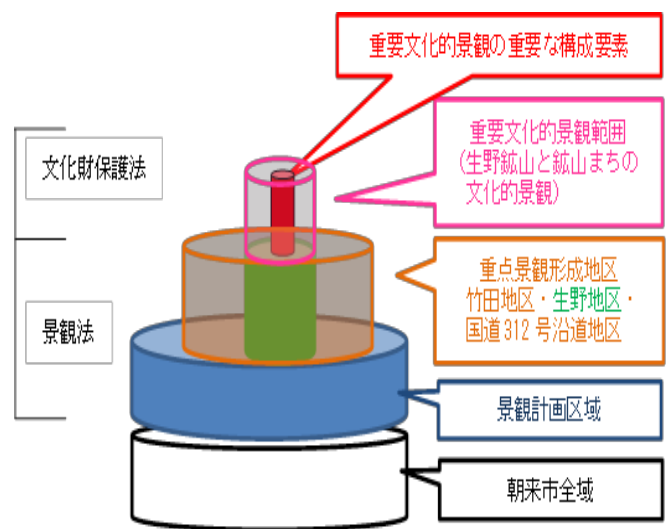 重要文化的景観の重要な構成要素
文化財保護法
重要文化的景観範囲
(生野鉱山と鉱山まちの
文化的景観)
景観法
重点景観形成地区
竹田地区・生野地区・
国道312号沿道地区
景観計画区域
朝来市全域